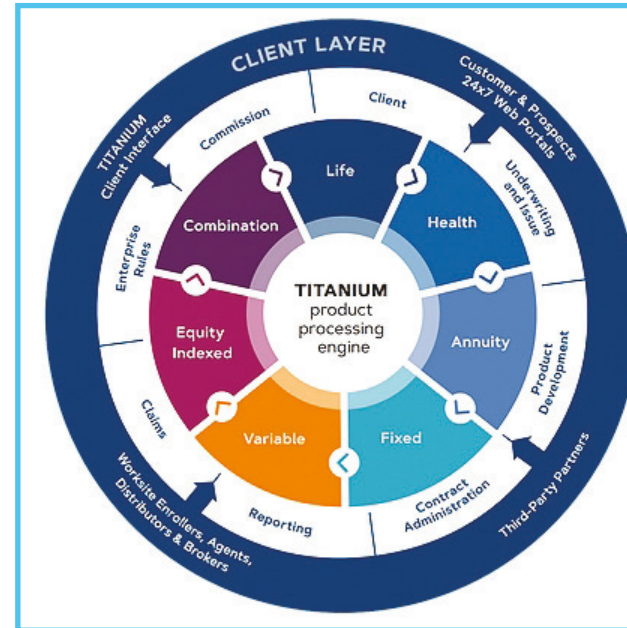 CLIENT LAYER
Customer & Prospects
24x7 Web Portals
Third-Party Partners
Worksite Enrollers, Agents,
Distributors & Brokers
TITANIUM
Client Interface
Client
Underwriting
and Issue
Product
Development
Contract
Administration
Reporting
Claims
Enterprise
Rules
Commission
Life
Health
Annuity
Fixed
Variable
Equity
Indexed
Combination
TITANIUM
product
processing
engine